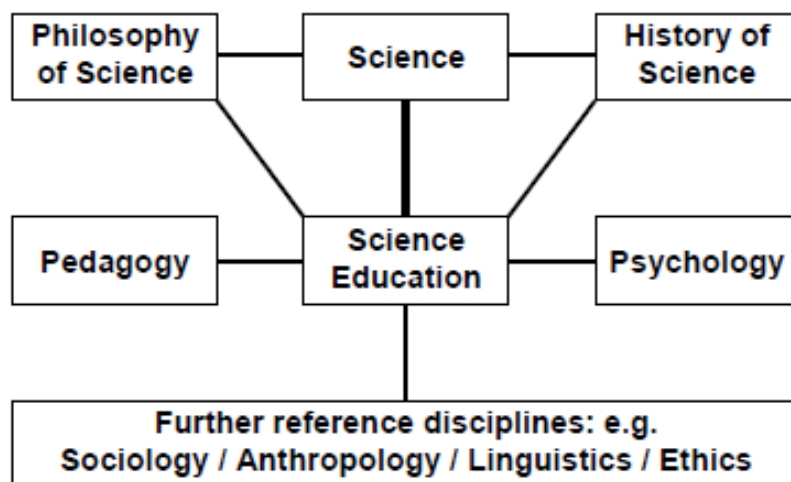 Philosophy
of Science
Science
History of
Science
Pedagogy
Science
Education
Psychology
Further reference disciplines: e.g.
Sociology / Anthropology / Linguistics / Ethics